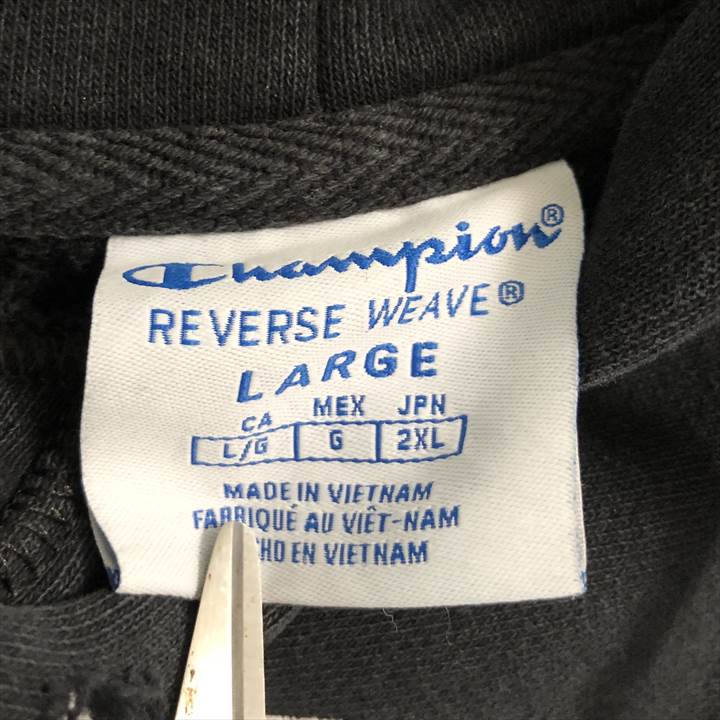 Champion®
REVERSE WEAVE®
LARGE
CA MEX JPN
L/G G 2XL
MADE IN VIETNAM
FABRIQUÉ AU VIÊT-NAM
EN VIETNAM